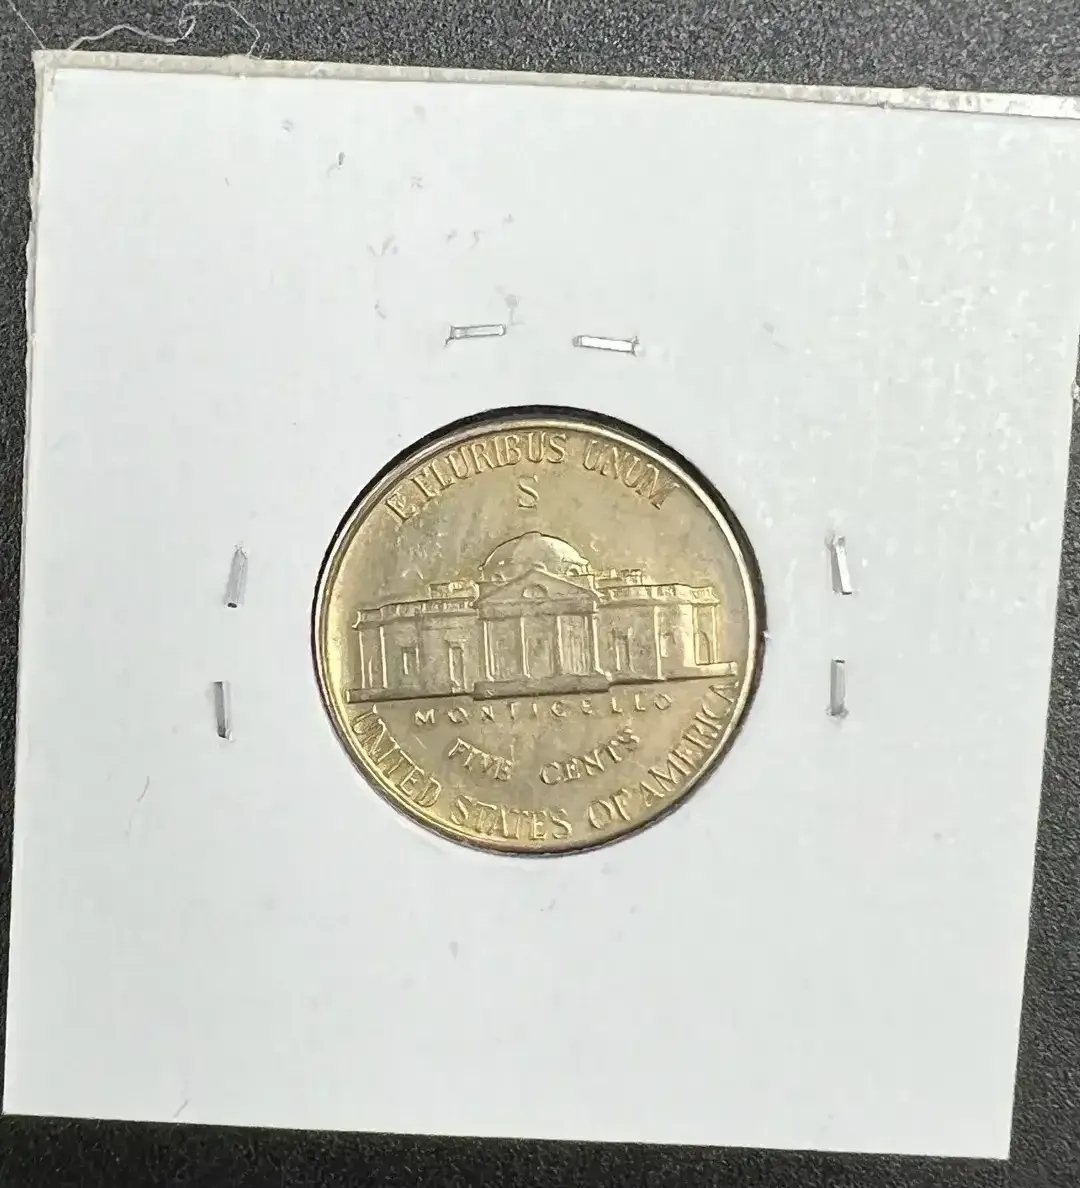 E PLURIBUS UNUM
S
MONTICELLO
FIVE CENTS
UNITED STATES OF AMERICA